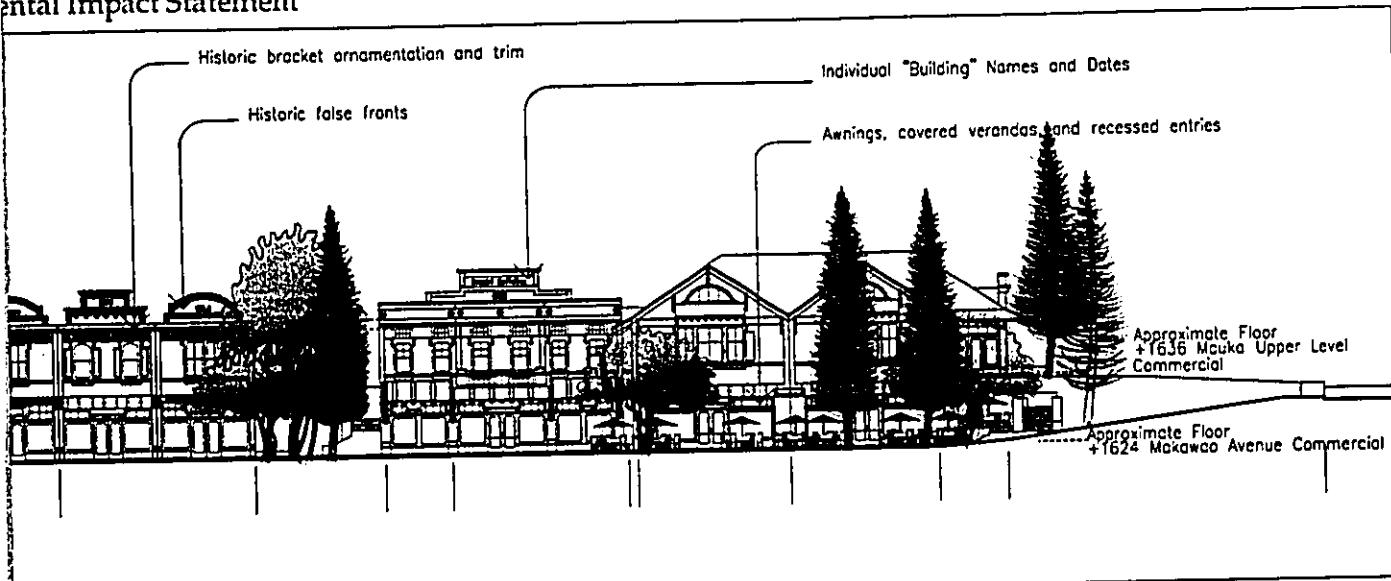 ental Impact Statement
Historic bracket ornamentation and trim
Individual "Building" Names and Dates
Historic false fronts
Awnings, covered verandas, and recessed entries
Approximate Floor
+1636 Mauka Upper Level
Commercial
Approximate Floor
+1624 Makawao Avenue Commercial